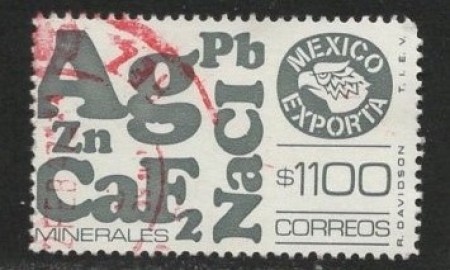 Ag
Pb
Zn
CaF2
NaCl
MINERALES
MEXICO
EXPORTA
$1100
CORREOS
T.I.E.V.
R. DAVIDSON